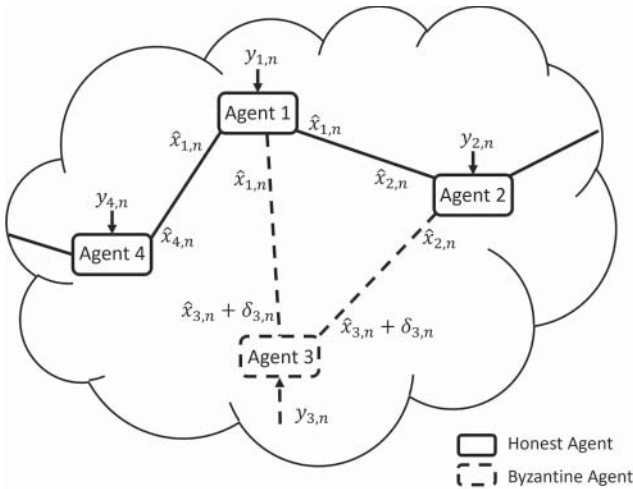 y₁,ₙ
Agent 1
x̂₁,ₙ
x̂₁,ₙ
y₂,ₙ
x̂₁,ₙ
x̂₂,ₙ
Agent 2
y₄,ₙ
x̂₄,ₙ
x̂₂,ₙ
Agent 4
x̂₃,ₙ + δ₃,ₙ
x̂₃,ₙ + δ₃,ₙ
Agent 3
y₃,ₙ
Honest Agent
Byzantine Agent